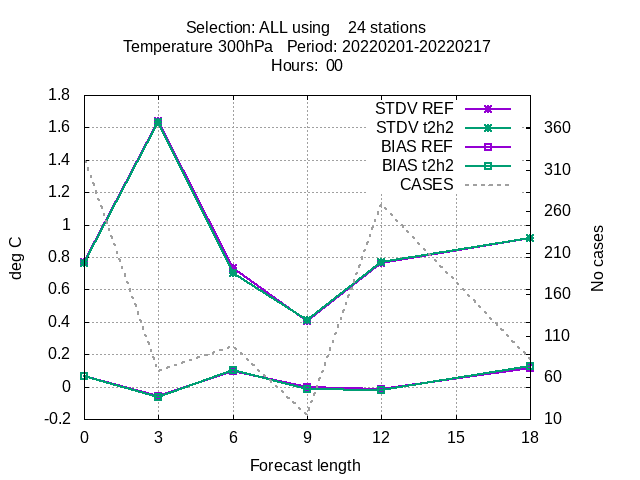 Selection: ALL using    24 stations
Temperature 300hPa   Period: 20220201-20220217
Hours:  00
STDV REF
STDV t2h2
BIAS REF
BIAS t2h2
CASES
1.8
1.6
1.4
1.2
1
0.8
0.6
0.4
0.2
0
-0.2
deg C
360
310
260
210
160
110
60
10
No cases
0 3 6 9 12 15 18
Forecast length